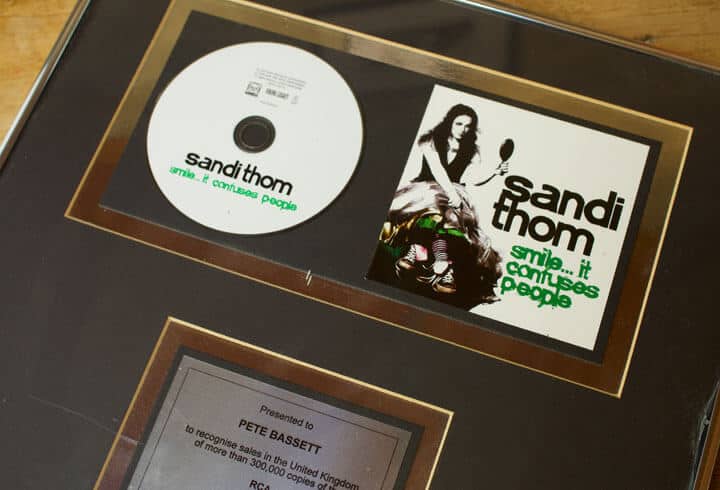 sandi thom
smile... it confuses people
sandi
thom
smile... it
confuses
people
Presented to
PETE BASSETT
to recognise sales in the United Kingdom
of more than 300,000 copies of the
RCA